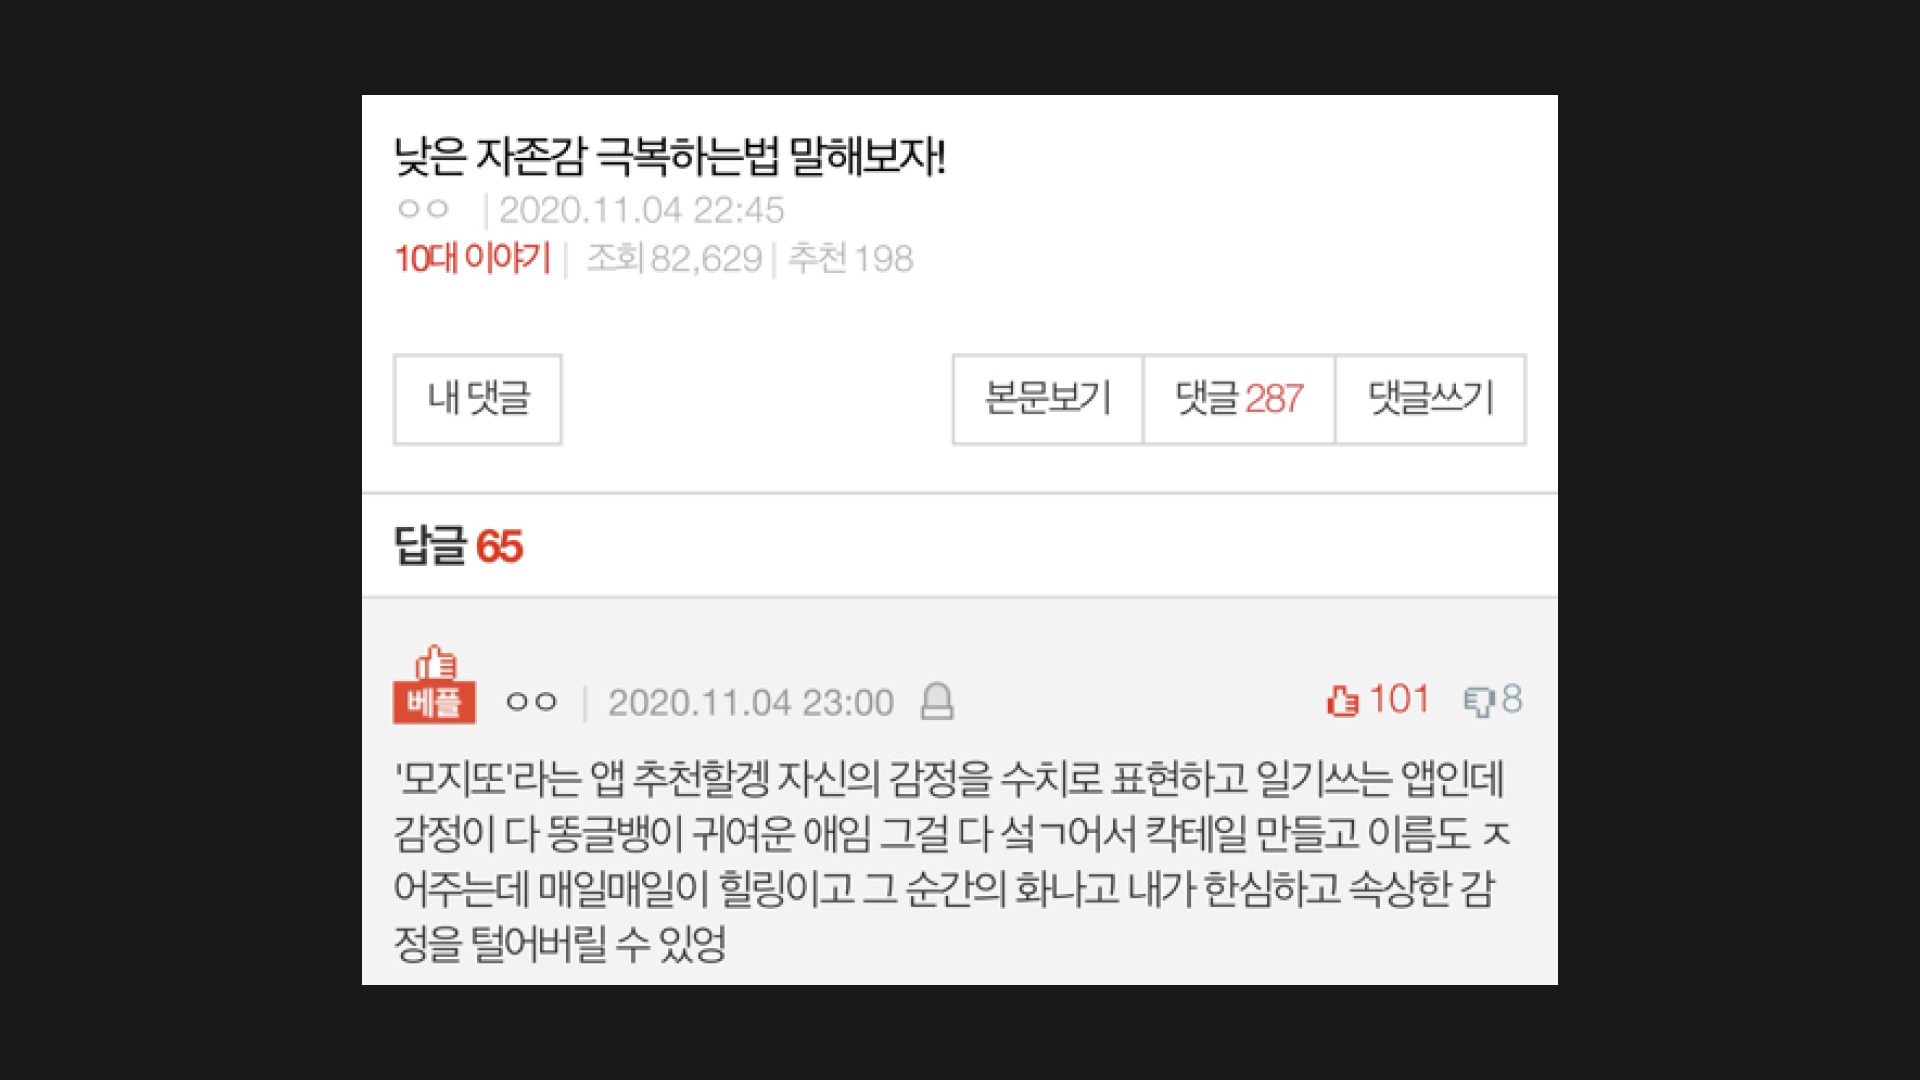 낮은 자존감 극복하는법 말해보자!
ㅇㅇ | 2020.11.04 22:45
10대 이야기 | 조회 82,629 | 추천 198
내 댓글 본문보기 댓글 287 댓글쓰기
답글 65
베플 ㅇㅇ | 2020.11.04 23:00 101 8
'모지또'라는 앱 추천할겡 자신의 감정을 수치로 표현하고 일기쓰는 앱인데
감정이 다 똥글뱅이 귀여운 애임 그걸 다 섴ㄱ어서 칵테일 만들고 이름도 ㅈ
어주는데 매일매일이 힐링이고 그 순간의 화나고 내가 한심하고 속상한 감
정을 털어버릴 수 있엉